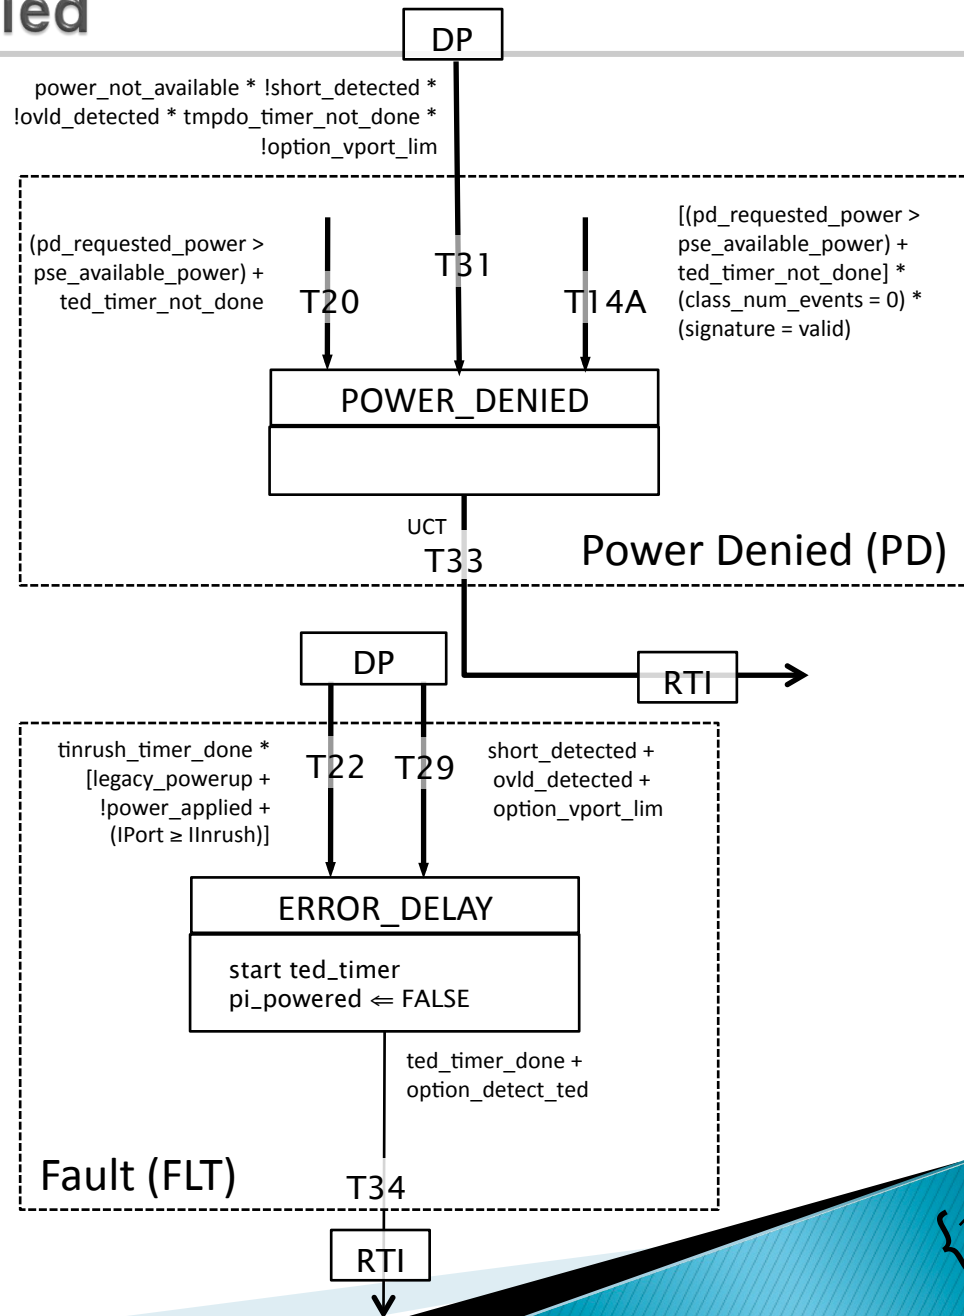 DP
power_not_available * !short_detected *
!ovld_detected * tmpdo_timer_not_done *
!option_vport_lim
(pd_requested_power >
pse_available_power) +
ted_timer_not_done
T20
T31
T14A
[(pd_requested_power >
pse_available_power) +
ted_timer_not_done] *
(class_num_events = 0) *
(signature = valid)
POWER_DENIED
UCT
T33
Power Denied (PD)
DP
RTI
tinrush_timer_done *
[legacy_powerup +
!power_applied +
(IPort ≥ IInrush)]
T22
T29
short_detected +
ovld_detected +
option_vport_lim
ERROR_DELAY
start ted_timer
pi_powered ⇐ FALSE
ted_timer_done +
option_detect_ted
Fault (FLT)
T34
RTI